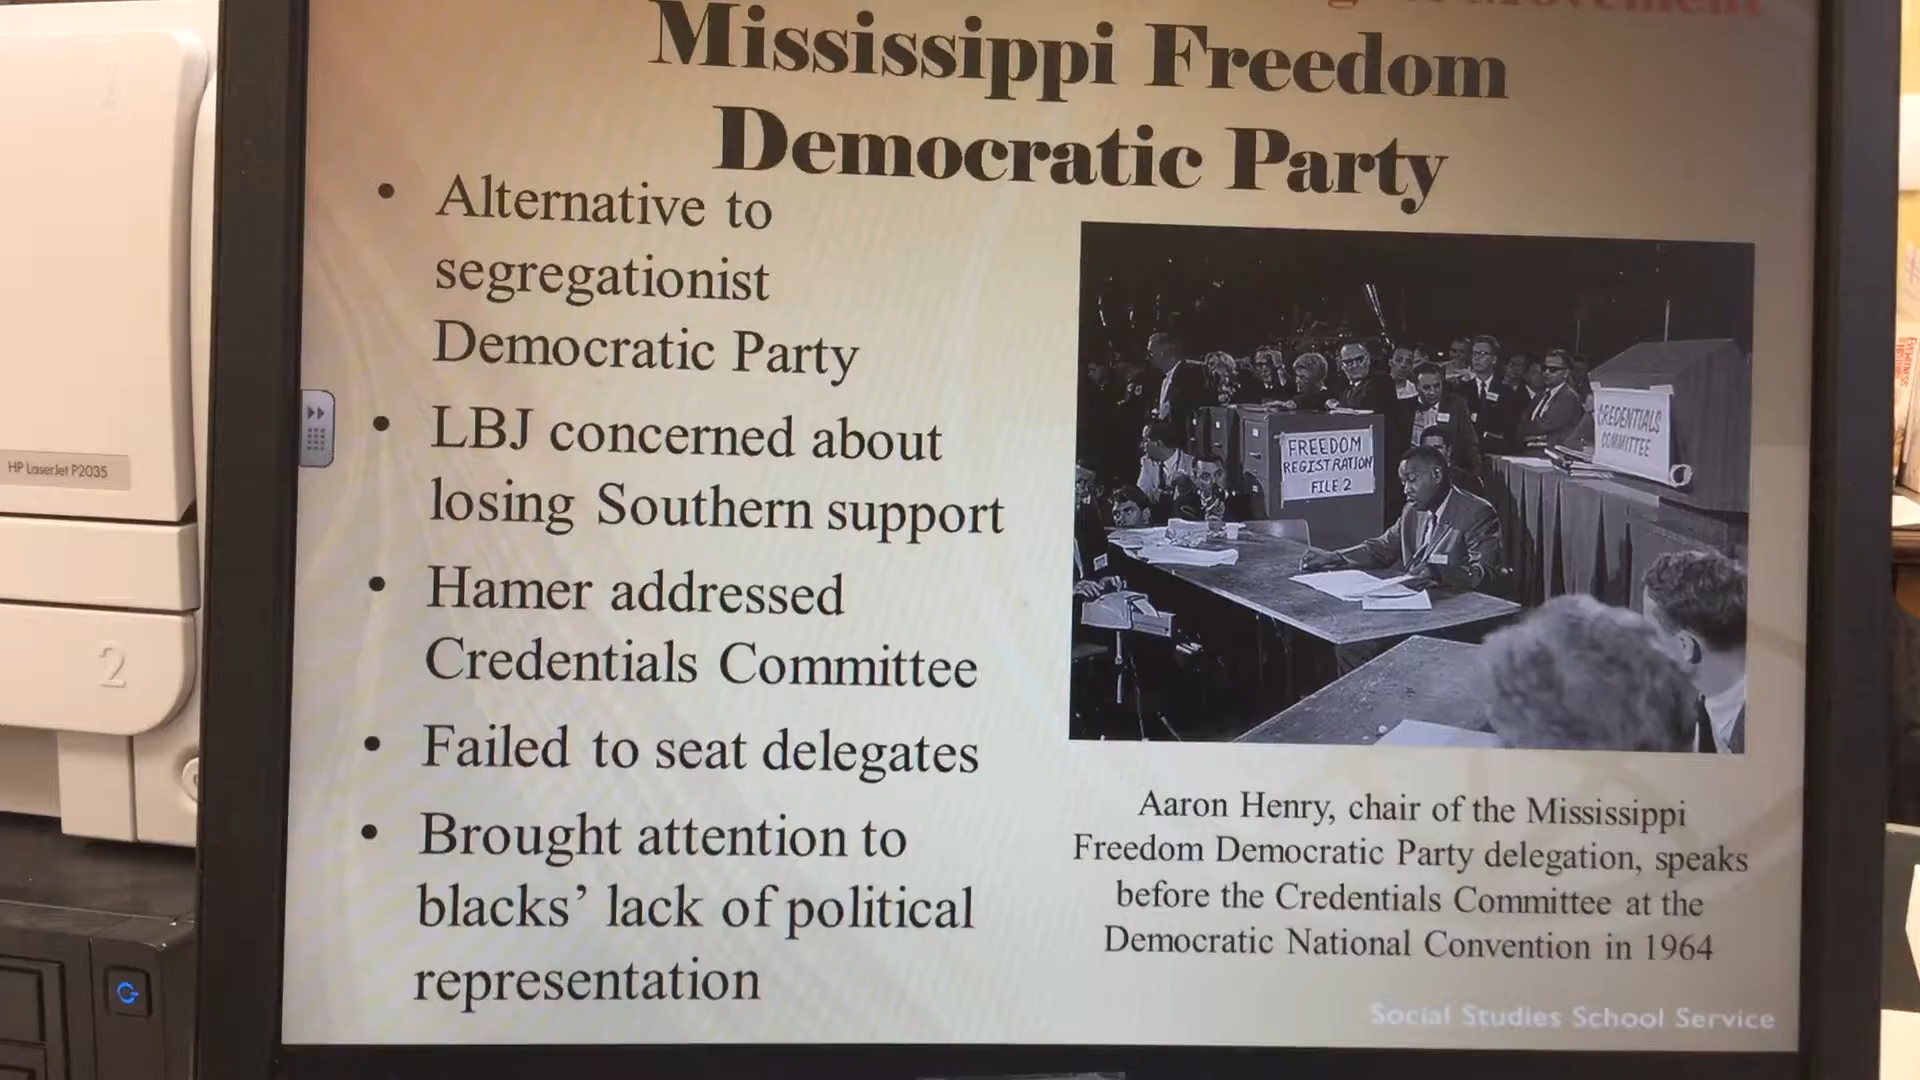 Movement
Mississippi Freedom
Democratic Party
• Alternative to
segregationist
Democratic Party
• LBJ concerned about
losing Southern support
• Hamer addressed
Credentials Committee
• Failed to seat delegates
• Brought attention to
blacks’ lack of political
representation
FREEDOM
REGISTRATION
FILE 2
CREDENTIALS
COMMITTEE
Aaron Henry, chair of the Mississippi
Freedom Democratic Party delegation, speaks
before the Credentials Committee at the
Democratic National Convention in 1964
Social Studies School Service
HP LaserJet P2035
2